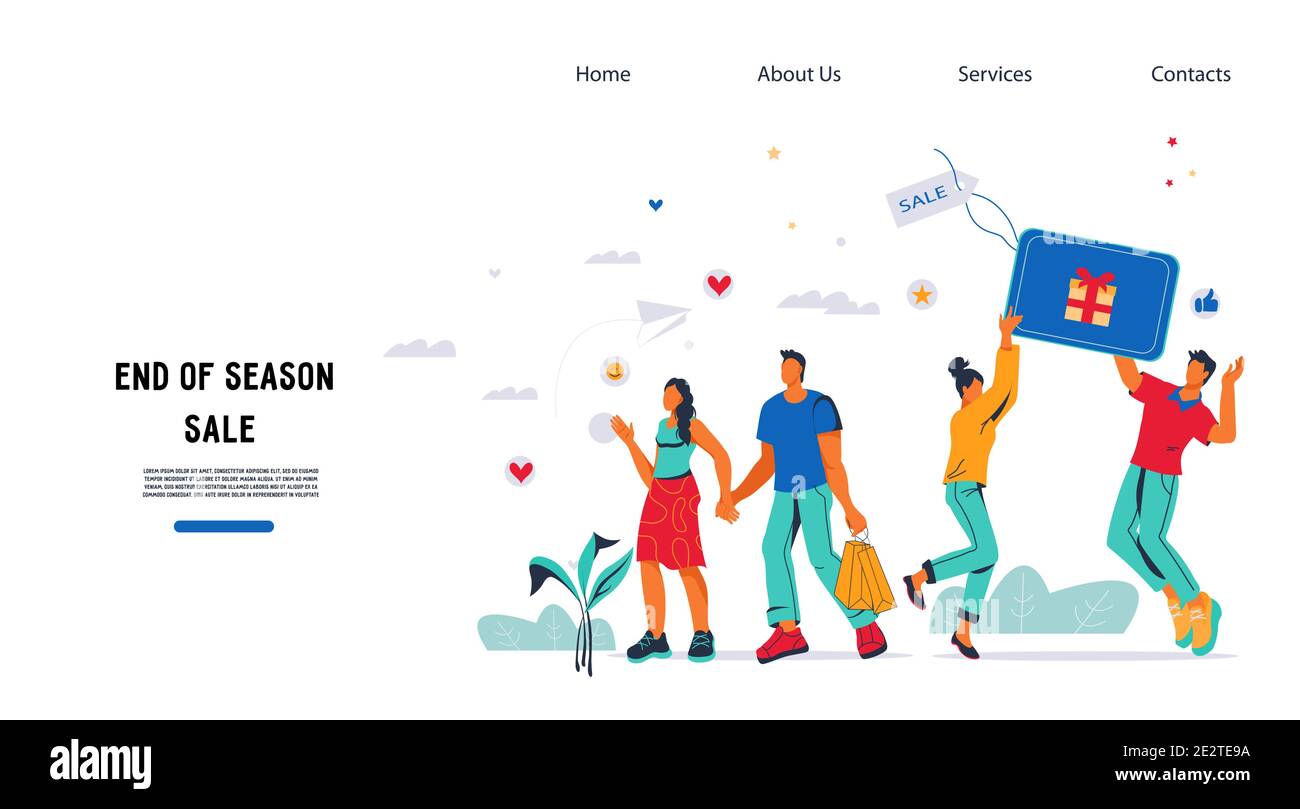 Home About Us Services Contacts
SALE
END OF SEASON
SALE
LOREM IPSUM DOLOR SIT AMET, CONSECTETUR ADIPISCING ELIT, SED DO EIUSMOD
TEMPOR INCIDIDUNT UT LABORE ET DOLORE MAGNA ALIQUA. UT ENIM AD MINIM
VENIAM, QUIS NOSTRUD EXERCITATION ULLAMCO LABORIS NISI UT ALIQUIP EX EA
COMMODO CONSEQUAT. DUIS AUTE IRURE DOLOR IN REPREHENDERIT IN VOLUPTATE
alamy
Image ID: 2E2TE9A
www.alamy.com